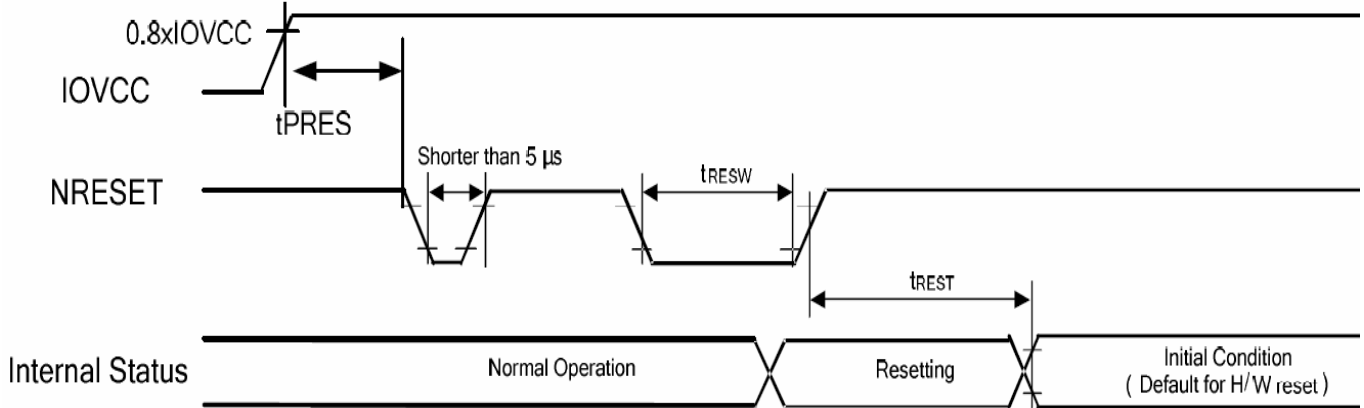 0.8xIOVCC
IOVCC
tPRES
Shorter than 5 µs
NRESET
tRESW
tREST
Internal Status
Normal Operation
Resetting
Initial Condition
( Default for H/W reset )